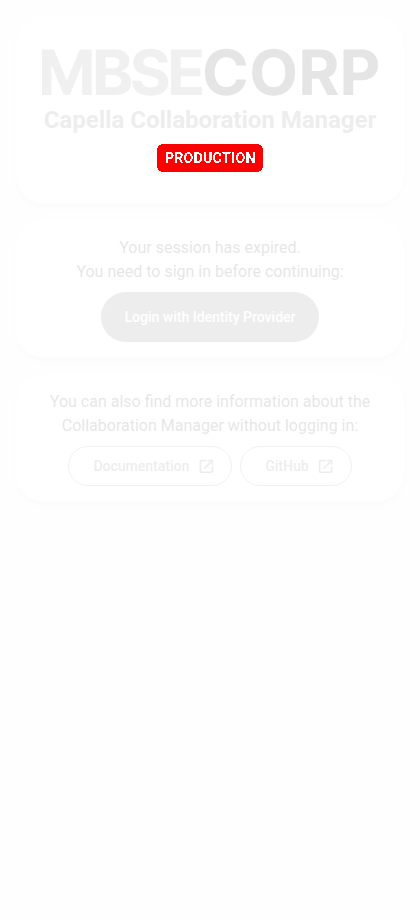 MBSECORP
Capella Collaboration Manager
PRODUCTION
Your session has expired.
You need to sign in before continuing:
Login with Identity Provider
You can also find more information about the
Collaboration Manager without logging in:
Documentation GitHub